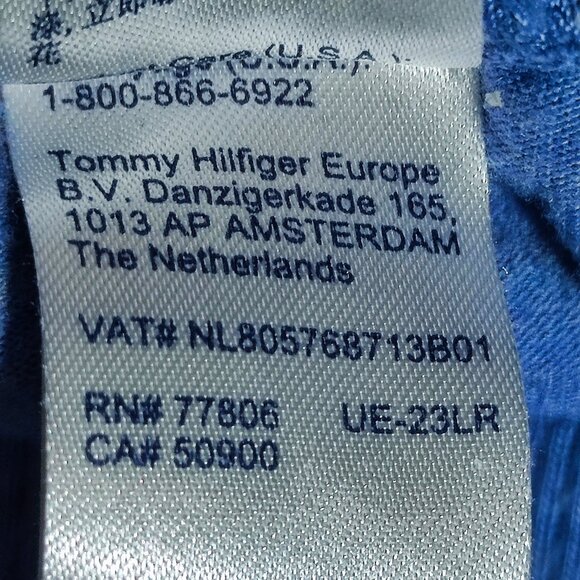 花
(U.S.A.):
1-800-866-6922
Tommy Hilfiger Europe
B.V. Danzigerkade 165,
1013 AP AMSTERDAM
The Netherlands
VAT# NL805768713B01
RN# 77806 UE-23LR
CA# 50900